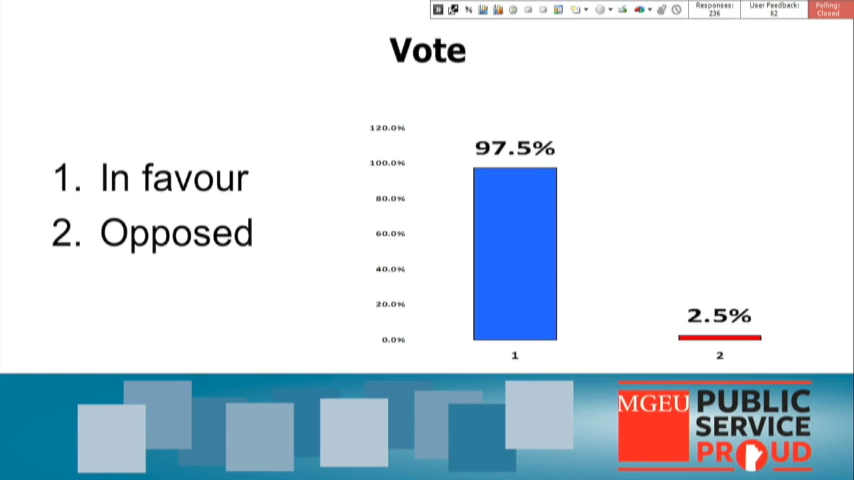 Responses:
236
User Feedback:
62
Polling:
Closed
Vote
1. In favour
2. Opposed
120.0%
100.0%
80.0%
60.0%
40.0%
20.0%
0.0%
97.5%
2.5%
1
2
MGEU
PUBLIC
SERVICE
PROUD